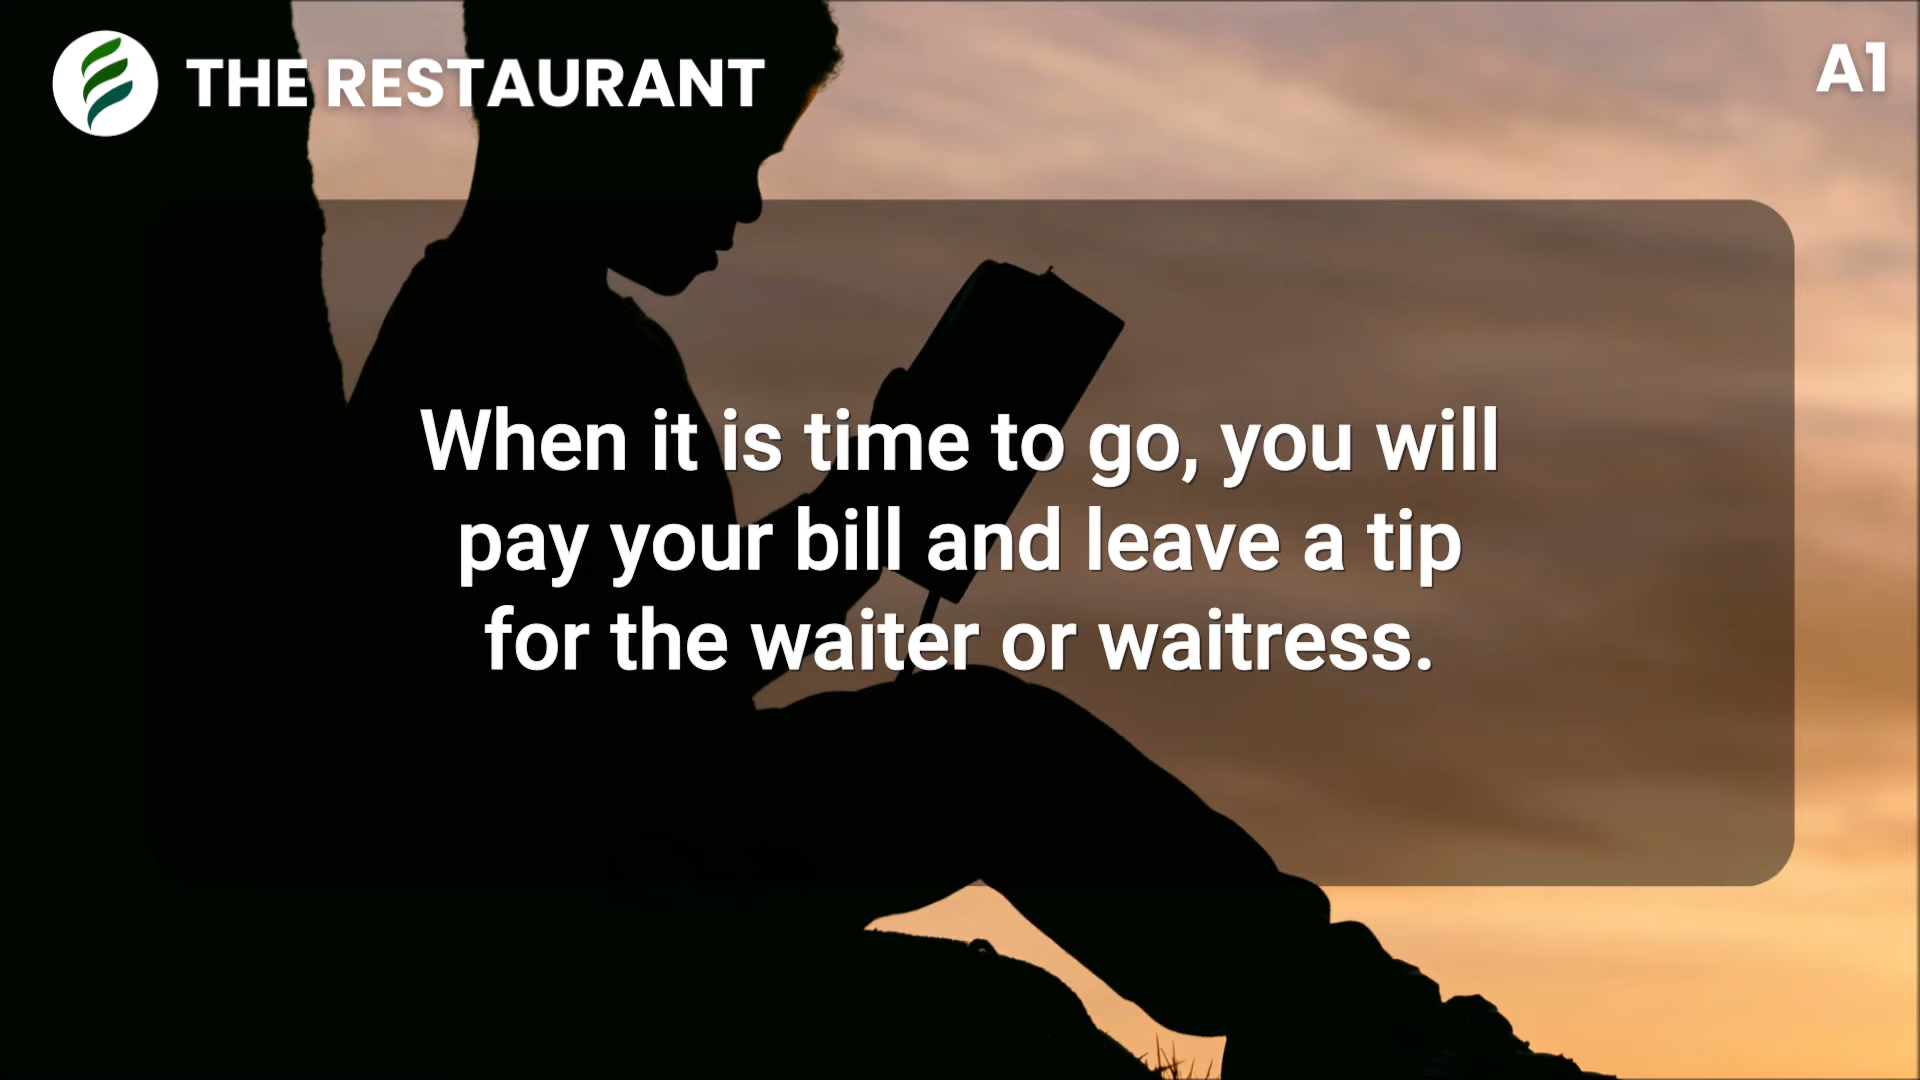 THE RESTAURANT
A1
When it is time to go, you will
pay your bill and leave a tip
for the waiter or waitress.